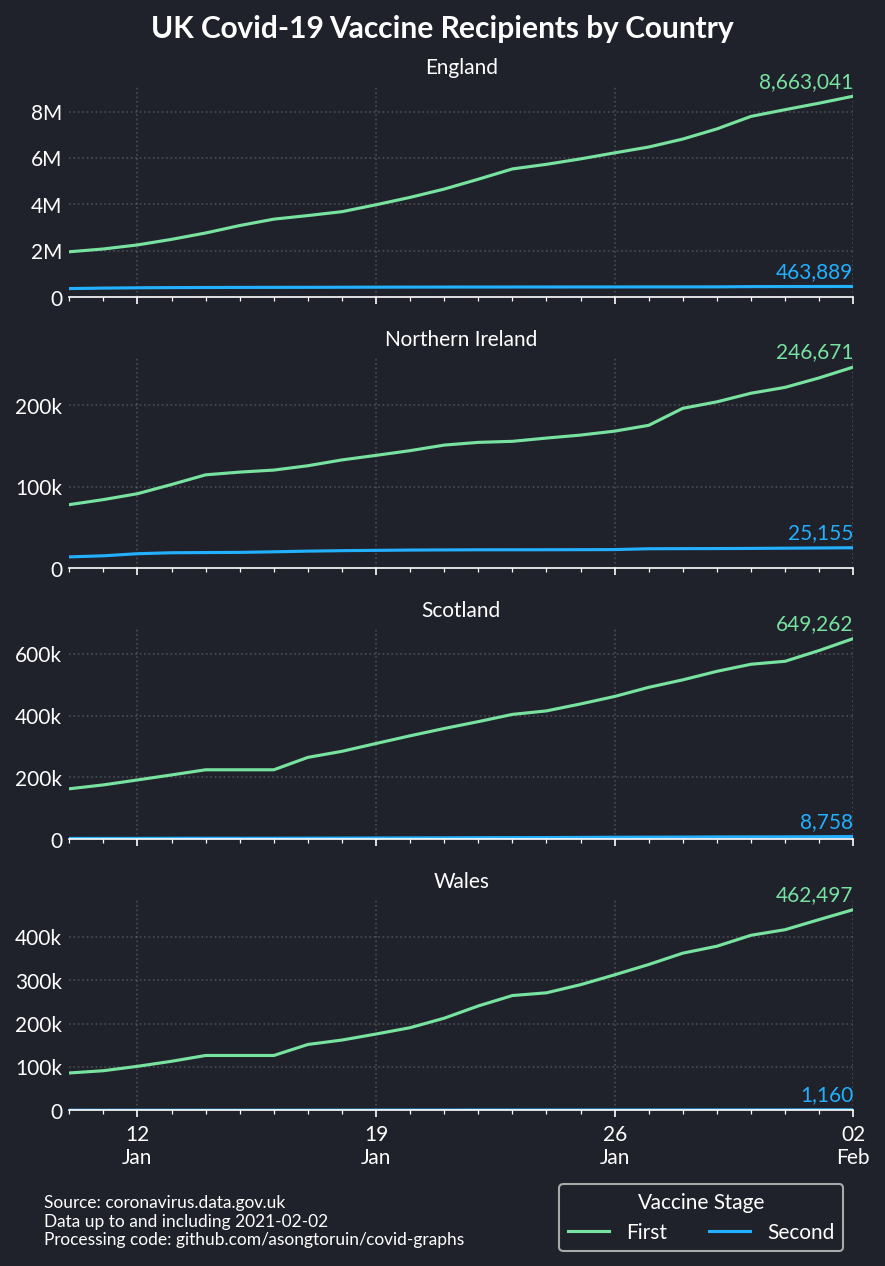 UK Covid-19 Vaccine Recipients by Country
England
8,663,041
8M
6M
4M
2M
463,889
0
Northern Ireland
246,671
200k
100k
25,155
0
Scotland
649,262
600k
400k
200k
8,758
0
Wales
462,497
400k
300k
200k
100k
1,160
0
12 19 26 02
Jan Jan Jan Feb
Source: coronavirus.data.gov.uk
Data up to and including 2021-02-02
Processing code: github.com/asongtoruin/covid-graphs
Vaccine Stage
First Second